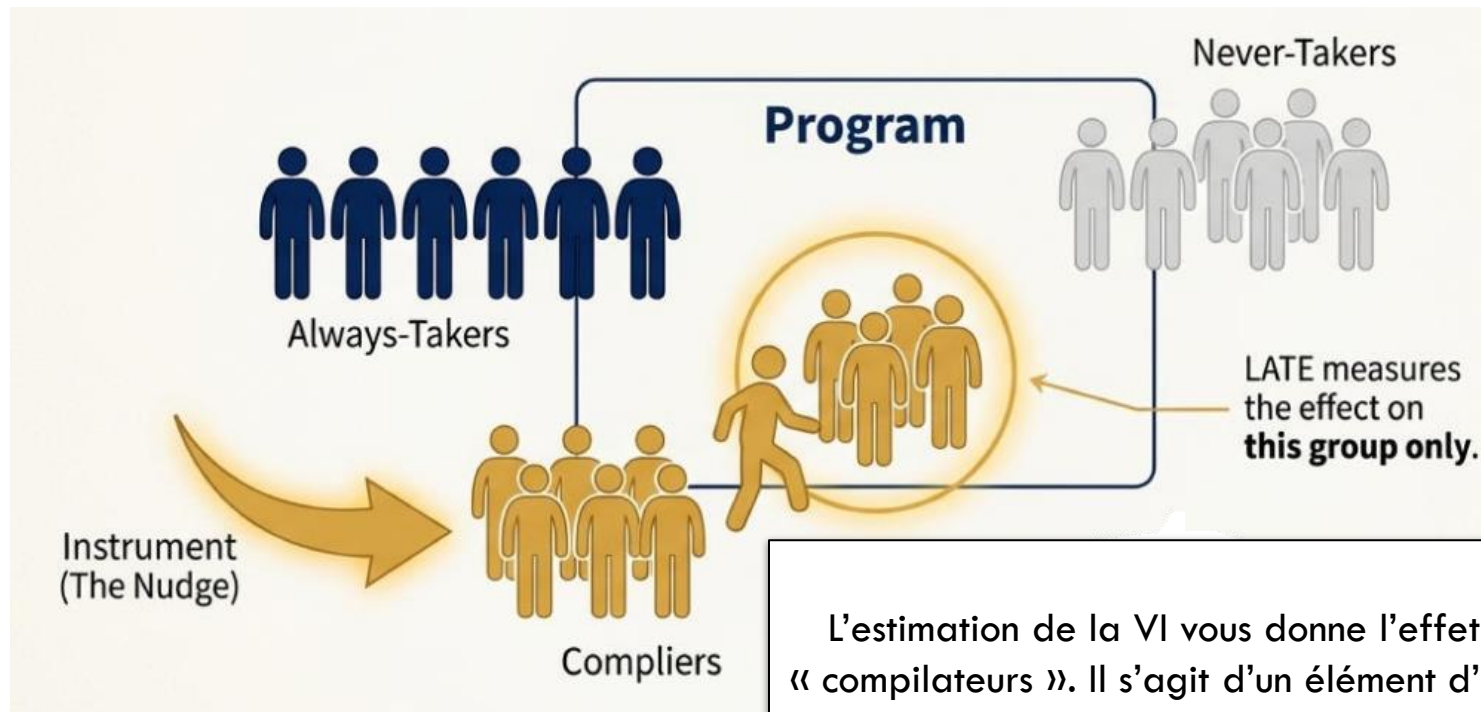 Never-Takers
Program
Always-Takers
LATE measures
the effect on
this group only.
Instrument
(The Nudge)
Compliers
L’estimation de la VI vous donne l’effet
« compilateurs ». Il s’agit d’un élément d’